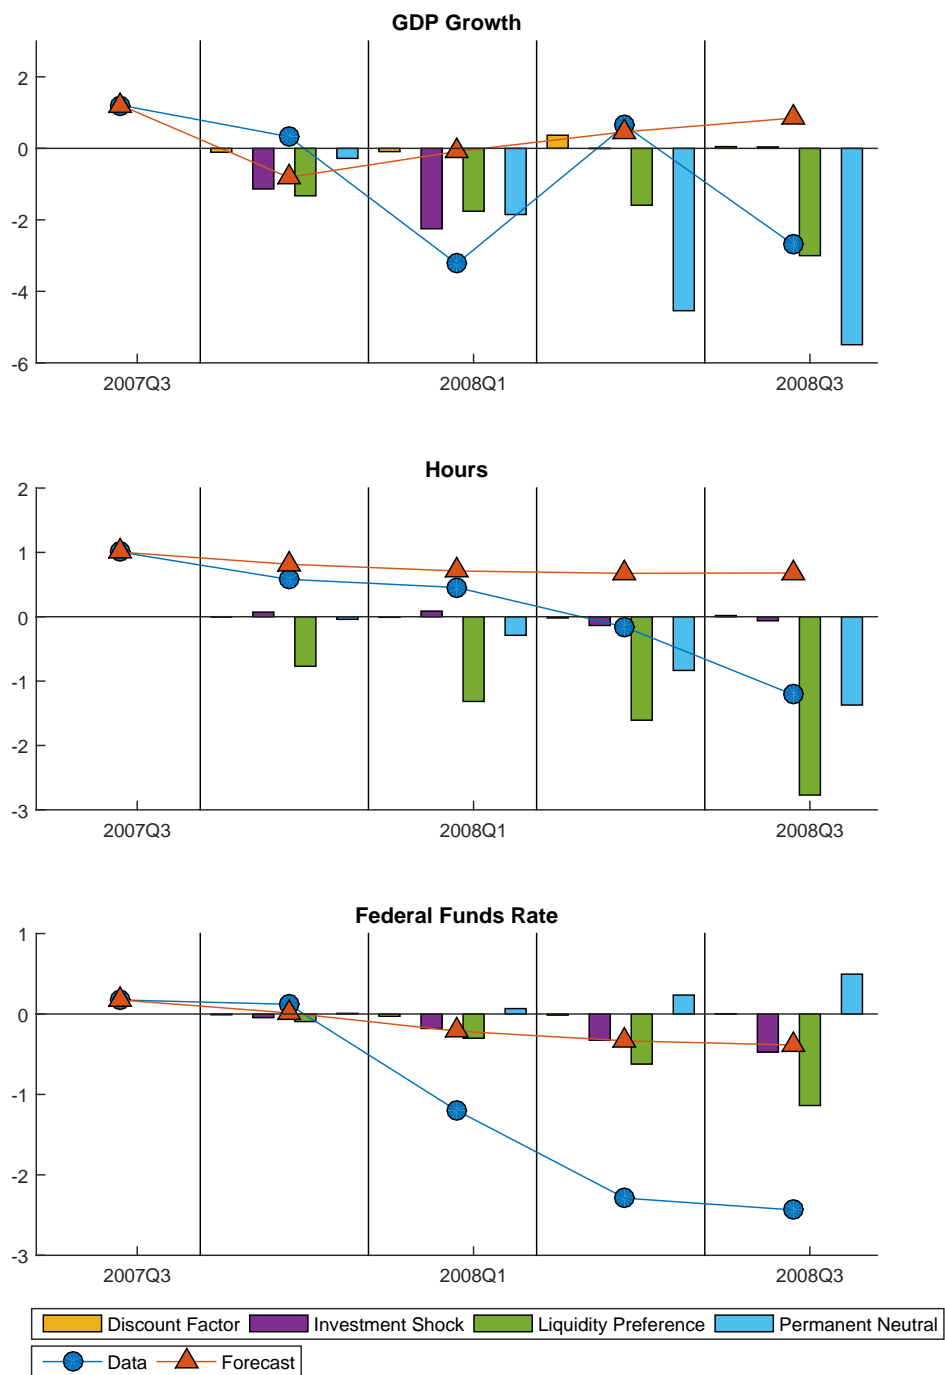 GDP Growth
2
0
-2
-4
-6
2007Q3 2008Q1 2008Q3
Hours
2
1
0
-1
-2
-3
2007Q3 2008Q1 2008Q3
Federal Funds Rate
1
0
-1
-2
-3
2007Q3 2008Q1 2008Q3
Discount Factor Investment Shock Liquidity Preference Permanent Neutral
Data Forecast